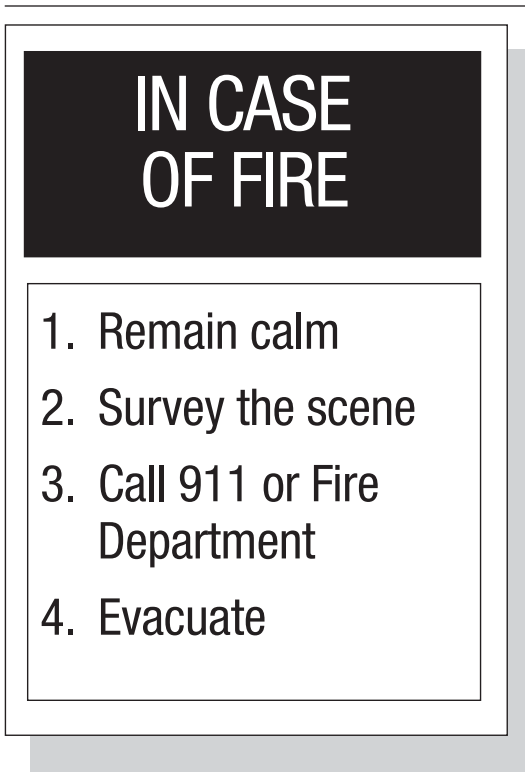 IN CASE
OF FIRE
1. Remain calm
2. Survey the scene
3. Call 911 or Fire
Department
4. Evacuate